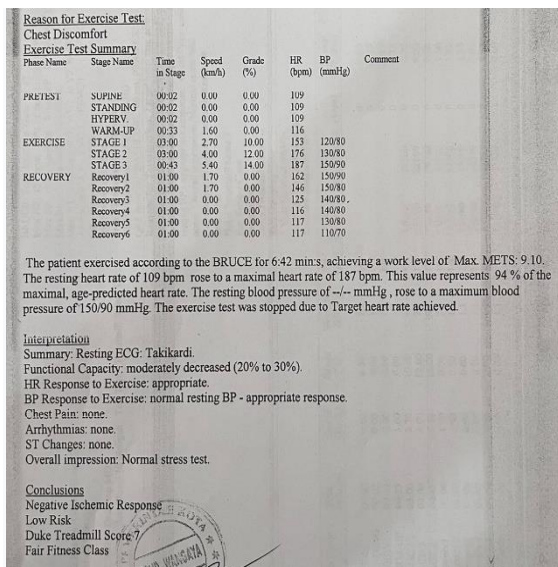 Reason for Exercise Test:
Chest Discomfort
Exercise Test Summary
Phase Name Stage Name Time in Stage Speed (km/h) Grade (%) HR (bpm) BP (mmHg) Comment
PRETEST SUPINE 00:02 0.00 0.00 109
STANDING 00:02 0.00 0.00 109
HYPERV. 00:02 0.00 0.00 109
WARM-UP 00:33 1.60 0.00 116
EXERCISE STAGE 1 03:00 2.70 10.00 153 120/80
STAGE 2 03:00 4.00 12.00 176 130/80
STAGE 3 00:43 5.40 14.00 187 150/90
RECOVERY Recovery1 01:00 1.70 0.00 162 150/90
Recovery2 01:00 1.70 0.00 146 150/80
Recovery3 01:00 0.00 0.00 125 140/80
Recovery4 01:00 0.00 0.00 116 140/80
Recovery5 01:00 0.00 0.00 117 130/80
Recovery6 01:00 0.00 0.00 117 110/70
The patient exercised according to the BRUCE for 6:42 min:s, achieving a work level of Max. METS: 9.10.
The resting heart rate of 109 bpm rose to a maximal heart rate of 187 bpm. This value represents 94 % of the
maximal, age-predicted heart rate. The resting blood pressure of --/-- mmHg , rose to a maximum blood
pressure of 150/90 mmHg. The exercise test was stopped due to Target heart rate achieved.
Interpretation
Summary: Resting ECG: Takikardi.
Functional Capacity: moderately decreased (20% to 30%).
HR Response to Exercise: appropriate.
BP Response to Exercise: normal resting BP - appropriate response.
Chest Pain: none.
Arrhythmias: none.
ST Changes: none.
Overall impression: Normal stress test.
Conclusions
Negative Ischemic Response
Low Risk
Duke Treadmill Score 7
Fair Fitness Class
KOTA
WANGAYA